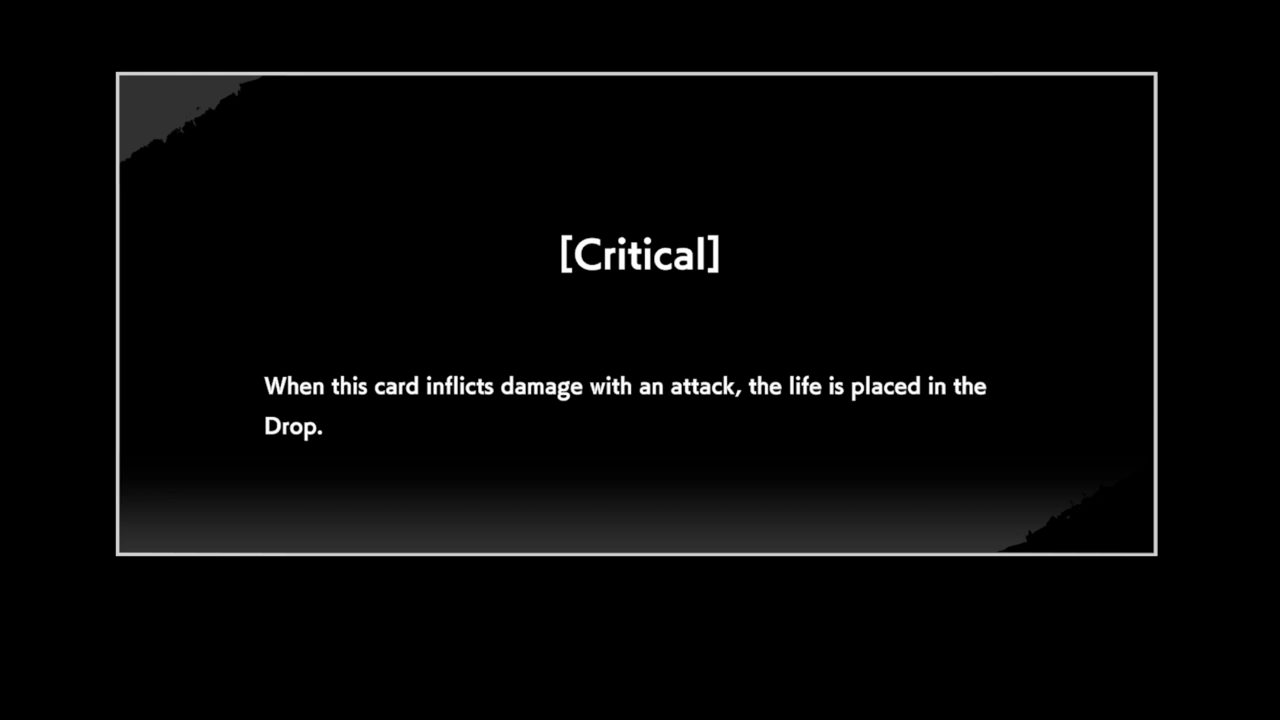 [Critical]
When this card inflicts damage with an attack, the life is placed in the
Drop.